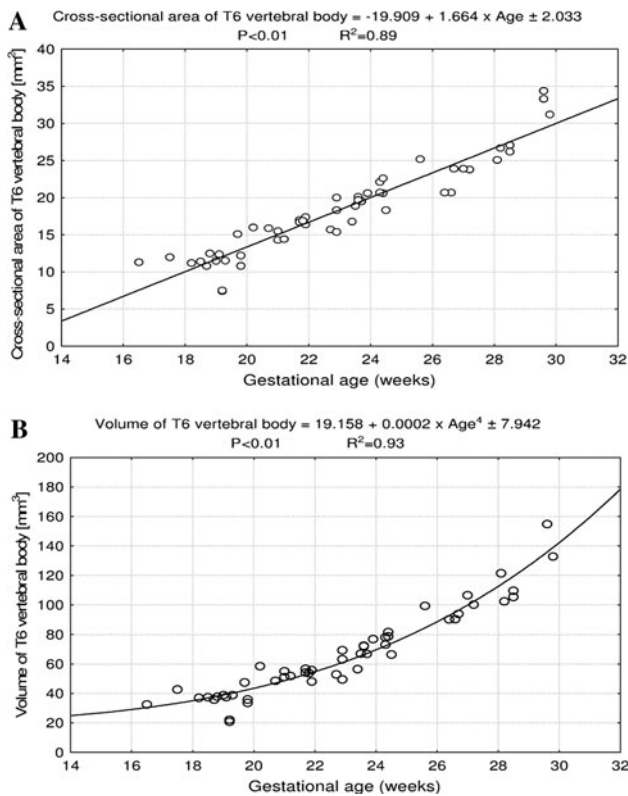 A
Cross-sectional area of T6 vertebral body = -19.909 + 1.664 x Age ± 2.033
P<0.01 R²=0.89
Cross-sectional area of T6 vertebral body [mm²]
40
35
30
25
20
15
10
5
0
14 16 18 20 22 24 26 28 30 32
Gestational age (weeks)
B
Volume of T6 vertebral body = 19.158 + 0.0002 x Age⁴ ± 7.942
P<0.01 R²=0.93
Volume of T6 vertebral body [mm³]
200
180
160
140
120
100
80
60
40
20
0
14 16 18 20 22 24 26 28 30 32
Gestational age (weeks)